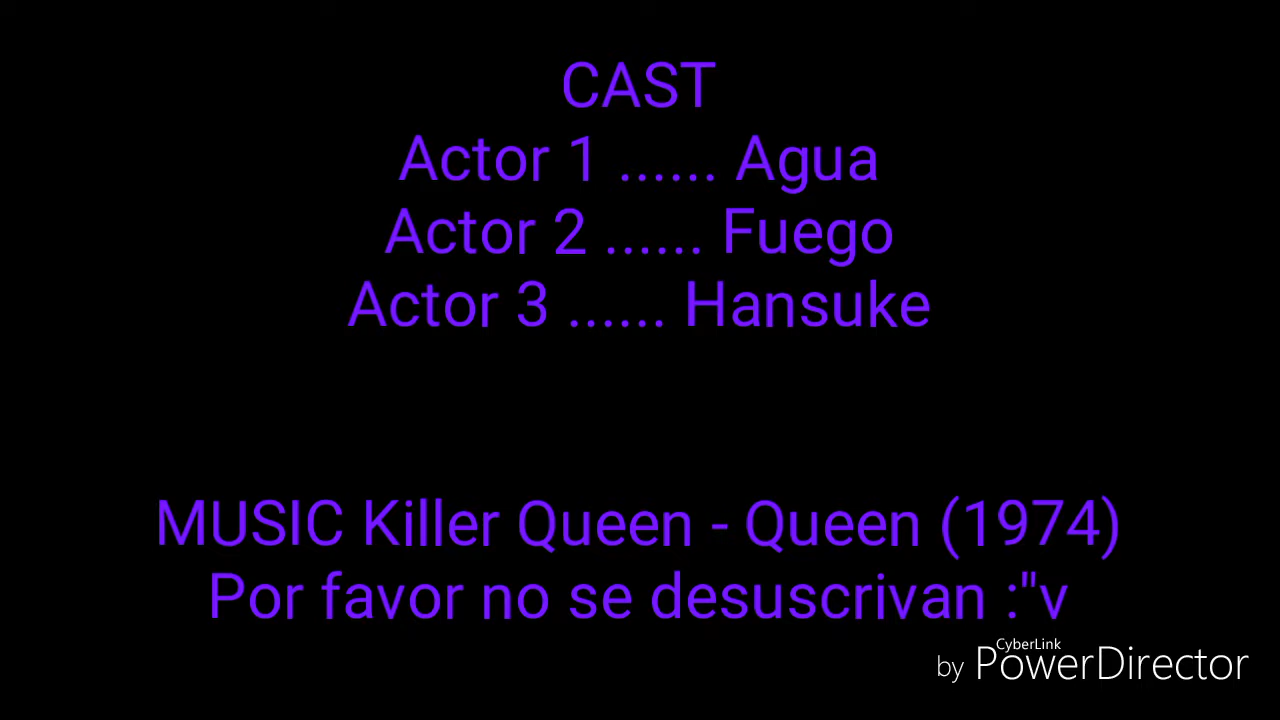 CAST
Actor 1 ...... Agua
Actor 2 ...... Fuego
Actor 3 ...... Hansuke
MUSIC Killer Queen - Queen (1974)
Por favor no se desuscrivan :"v
CyberLink
by PowerDirector